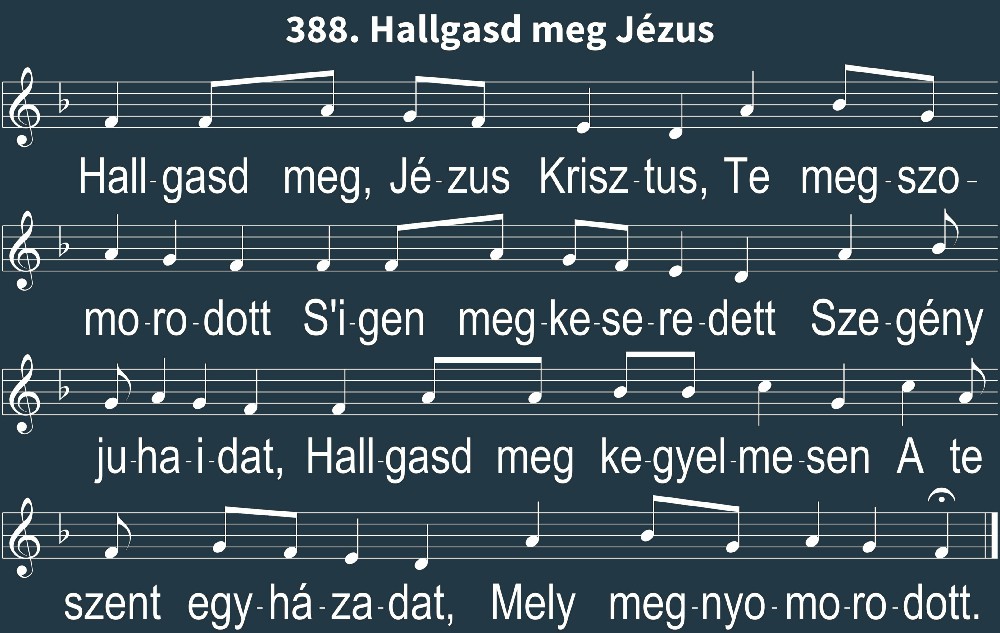 388. Hallgasd meg Jézus
Hall-gasd meg, Jé-zus Krisz-tus, Te meg-szo-
mo-ro-dott S'i-gen meg-ke-se-re-dett Sze-gény
ju-ha-i-dat, Hall-gasd meg ke-gyel-me-sen A te
szent egy-há-za-dat, Mely meg-nyo-mo-ro-dott.